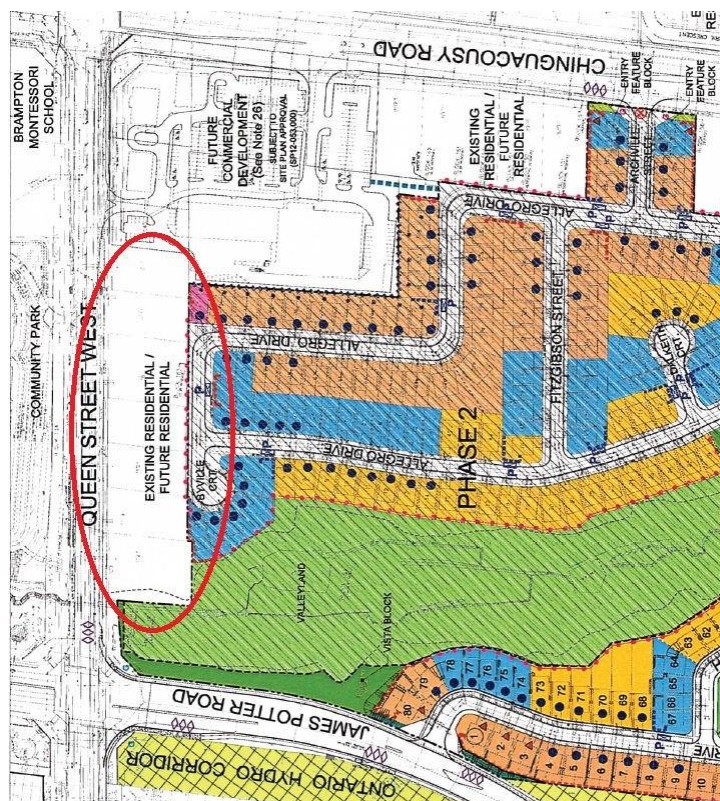 CHINGUACOUSY ROAD
BRAMPTON
MONTESSORI
SCHOOL
FUTURE
COMMERCIAL
DEVELOPMENT
(See Note 26)
SUBJECT TO
SITE PLAN APPROVAL
EXISTING
RESIDENTIAL /
FUTURE
RESIDENTIAL
ENTRY
FEATURE
BLOCK
ENTRY
FEATURE
BLOCK
STREET
ALLEGRO DRIVE
COMMUNITY PARK
QUEEN STREET WEST
EXISTING RESIDENTIAL /
FUTURE RESIDENTIAL
ALLEGRO DRIVE
FITZGIBSON STREET
CRT
BYVILLE
CRT
ALLEGRO DRIVE
PHASE 2
VALLEYLAND
VISTA BLOCK
JAMES POTTER ROAD
ONTARIO HYDRO CORRIDOR
80
79
78
77
76
75
74
73
72
71
70
69
68
67
66
65
64
63
62
1
2
3
4
5
6
7
8
9
10